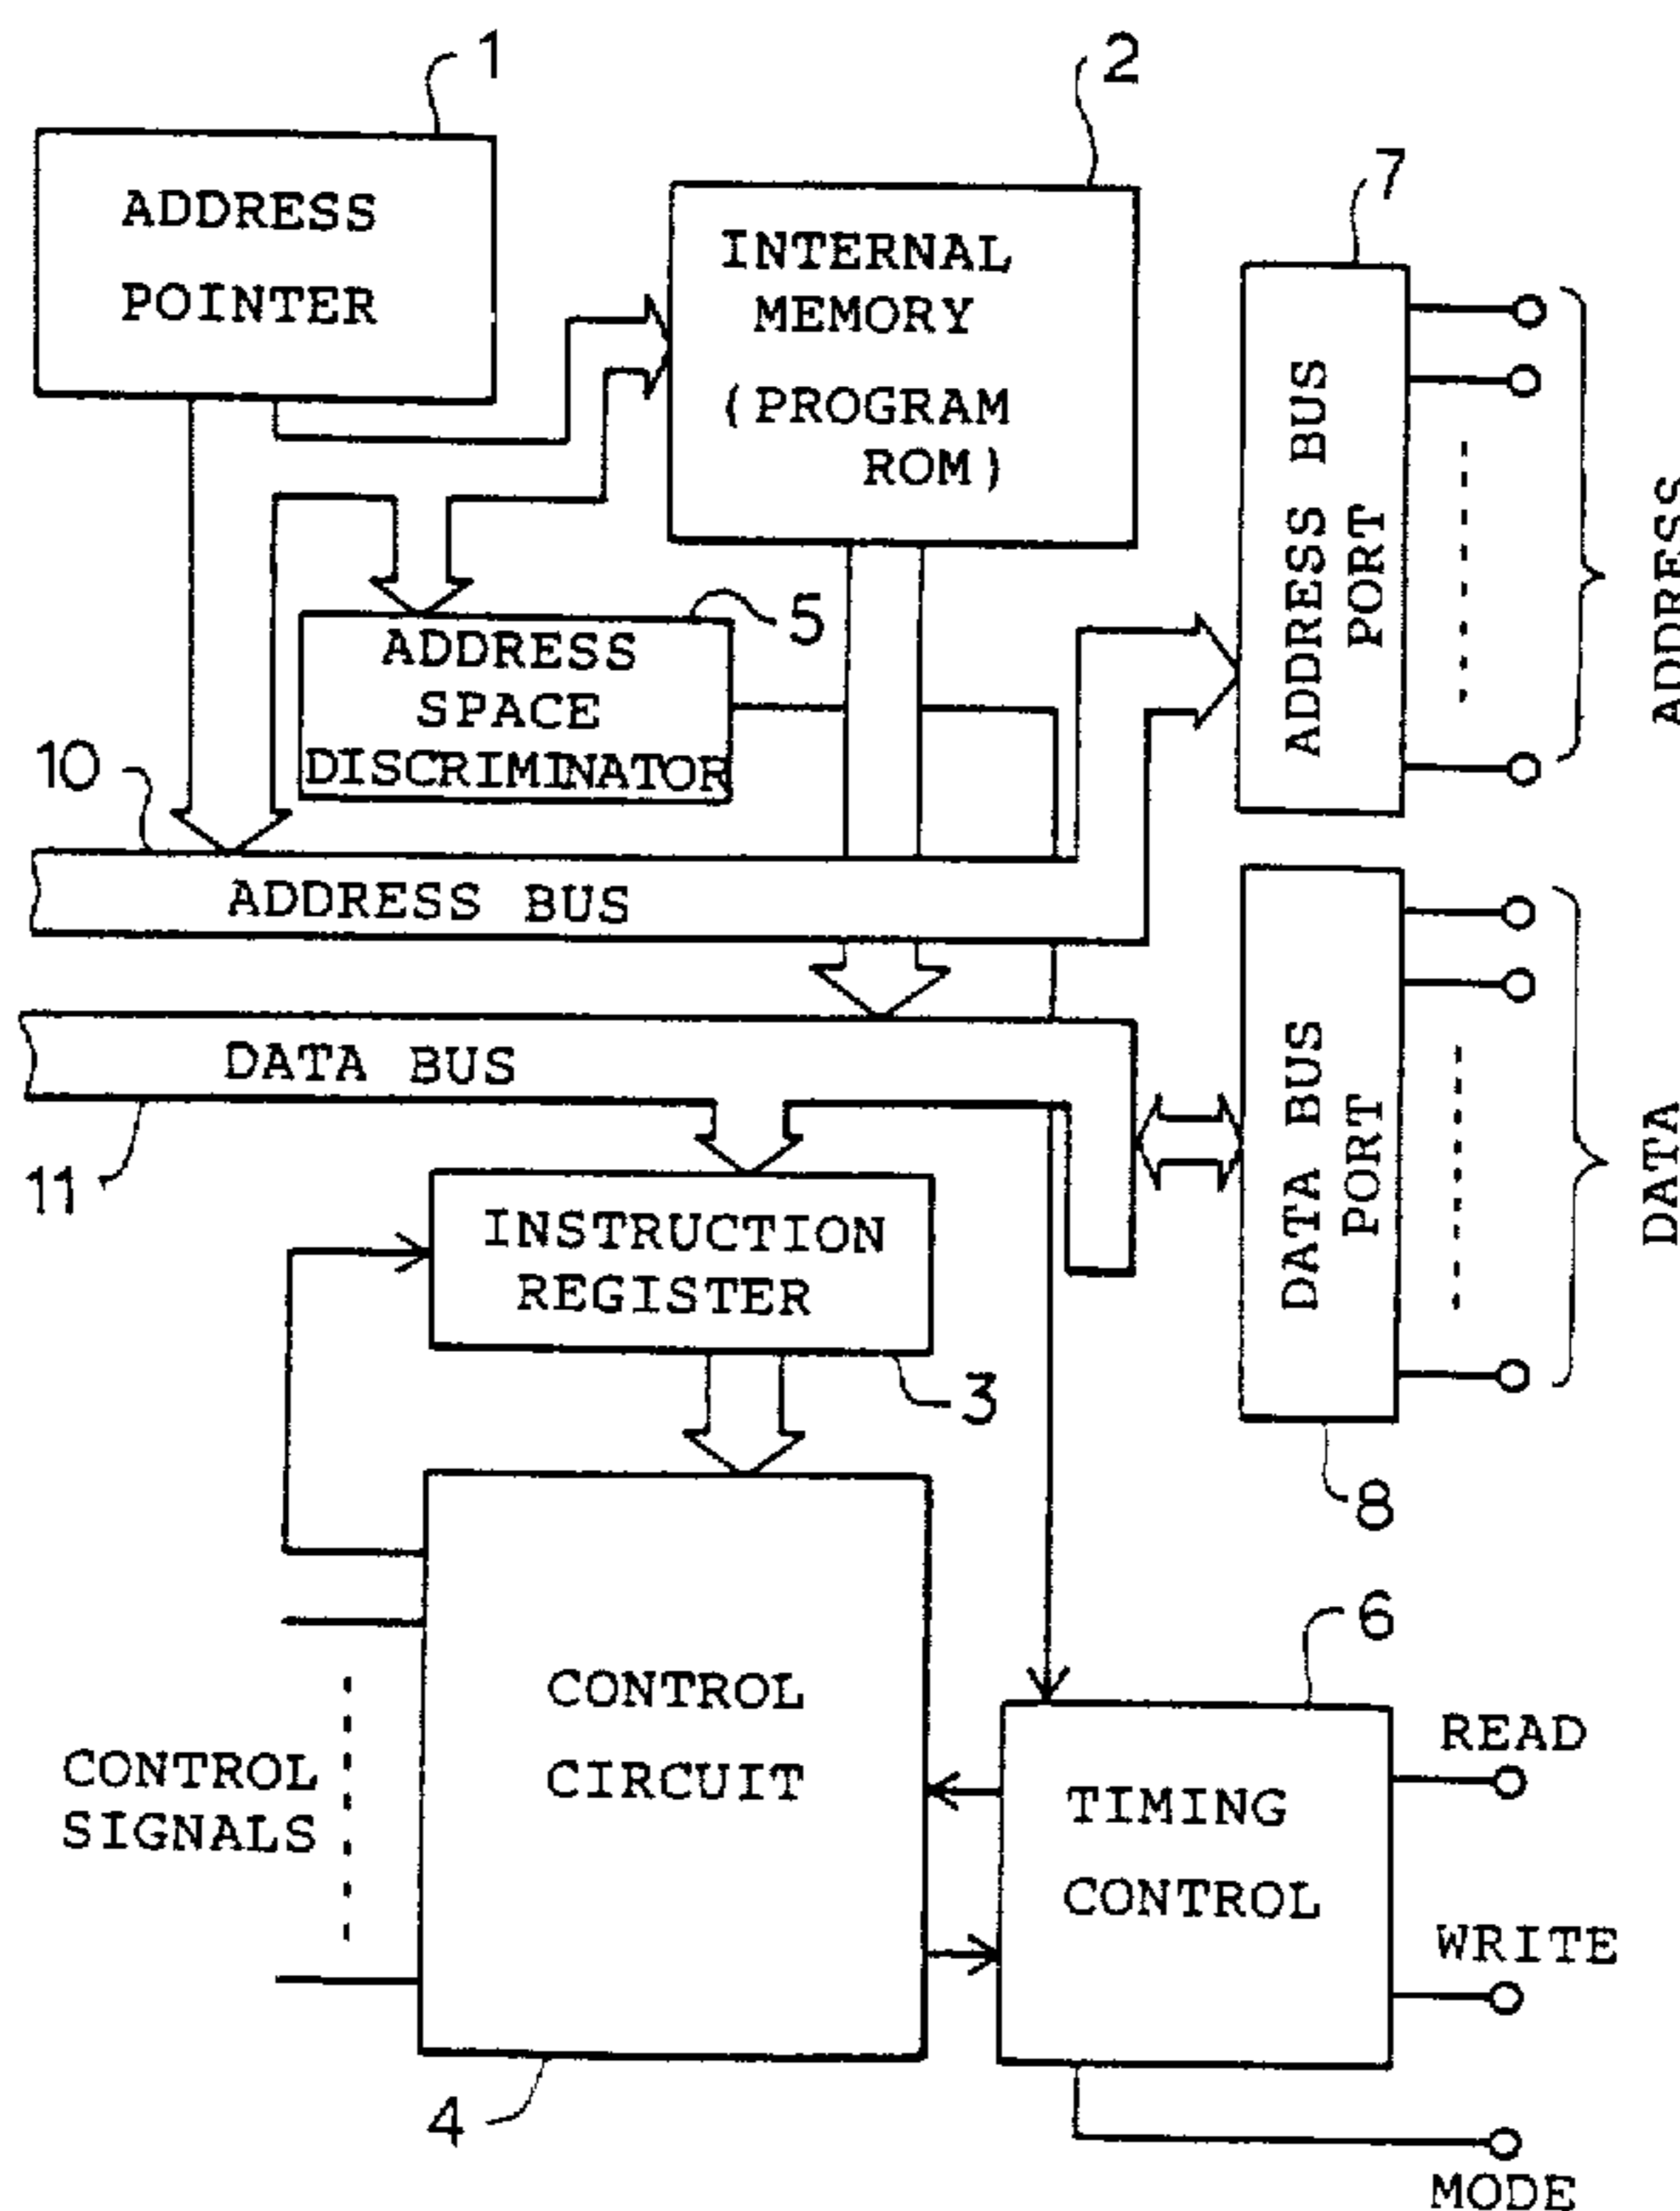 1
ADDRESS
POINTER
2
INTERNAL
MEMORY
(PROGRAM
ROM)
7
ADDRESS BUS
PORT
ADDRESS
5
ADDRESS
SPACE
DISCRIMINATOR
10
ADDRESS BUS
DATA BUS
11
DATA BUS
PORT
DATA
8
INSTRUCTION
REGISTER
3
CONTROL
CIRCUIT
4
CONTROL
SIGNALS
6
TIMING
CONTROL
READ
WRITE
MODE